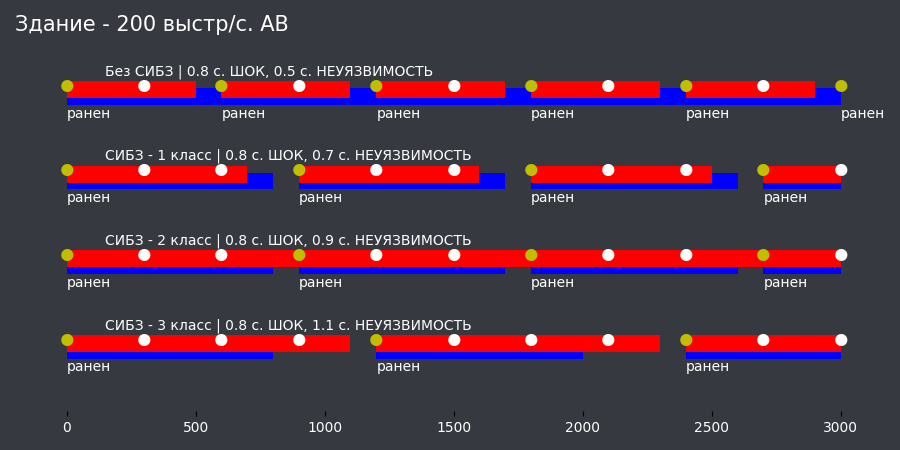 Здание - 200 выстр/с. АВ
Без СИБЗ | 0.8 с. ШОК, 0.5 с. НЕУЯЗВИМОСТЬ
ранен ранен ранен ранен ранен ранен
СИБЗ - 1 класс | 0.8 с. ШОК, 0.7 с. НЕУЯЗВИМОСТЬ
ранен ранен ранен ранен
СИБЗ - 2 класс | 0.8 с. ШОК, 0.9 с. НЕУЯЗВИМОСТЬ
ранен ранен ранен ранен
СИБЗ - 3 класс | 0.8 с. ШОК, 1.1 с. НЕУЯЗВИМОСТЬ
ранен ранен ранен
0 500 1000 1500 2000 2500 3000